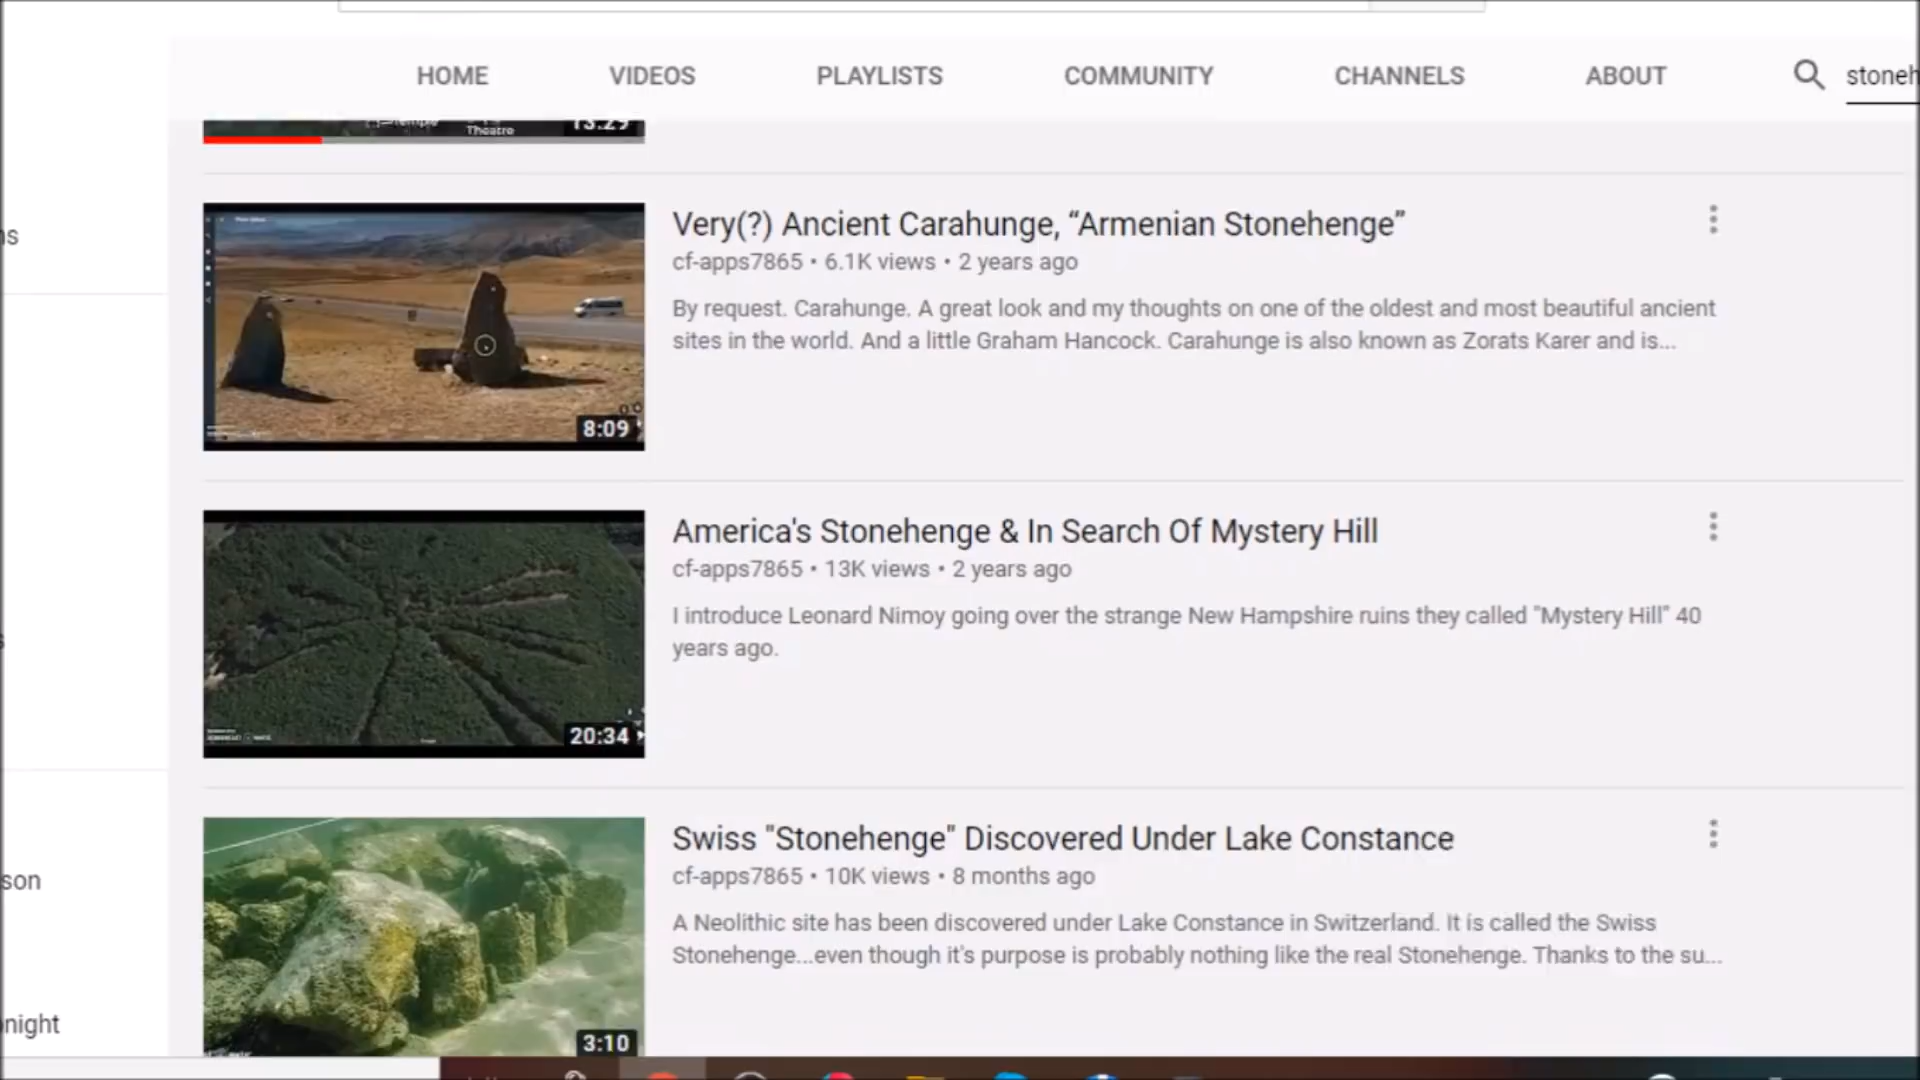 HOME VIDEOS PLAYLISTS COMMUNITY CHANNELS ABOUT stoneh
Theatre
13:29
Very(?) Ancient Carahunge, “Armenian Stonehenge”
cf-apps7865 • 6.1K views • 2 years ago
By request. Carahunge. A great look and my thoughts on one of the oldest and most beautiful ancient
sites in the world. And a little Graham Hancock. Carahunge is also known as Zorats Karer and is...
8:09
America's Stonehenge & In Search Of Mystery Hill
cf-apps7865 • 13K views • 2 years ago
I introduce Leonard Nimoy going over the strange New Hampshire ruins they called "Mystery Hill" 40
years ago.
20:34
Swiss "Stonehenge" Discovered Under Lake Constance
cf-apps7865 • 10K views • 8 months ago
A Neolithic site has been discovered under Lake Constance in Switzerland. It is called the Swiss
Stonehenge...even though it's purpose is probably nothing like the real Stonehenge. Thanks to the su...
3:10
son
night